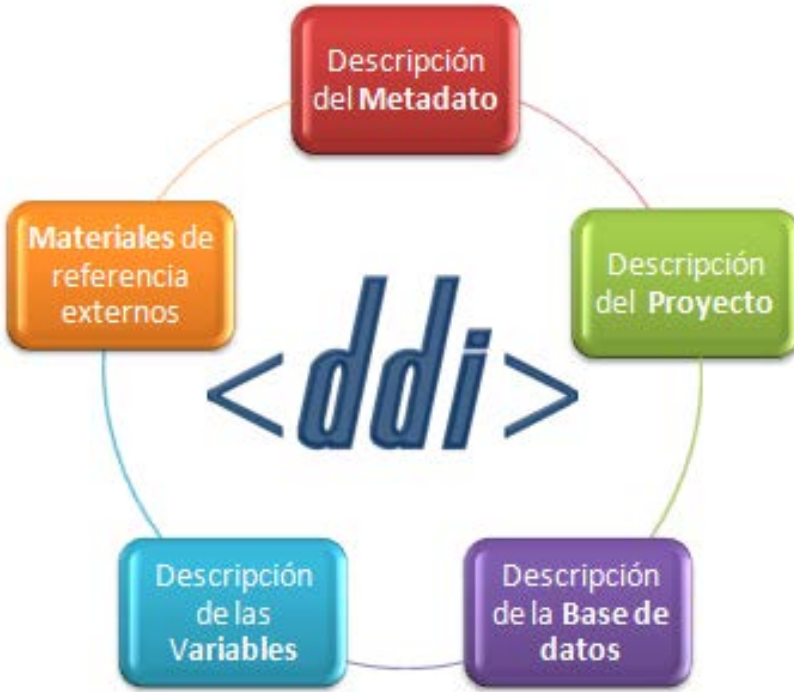 Descripción
del Metadato
Descripción
del Proyecto
Descripción
de la Base de
datos
Descripción
de las
Variables
Materiales de
referencia
externos
<ddi>